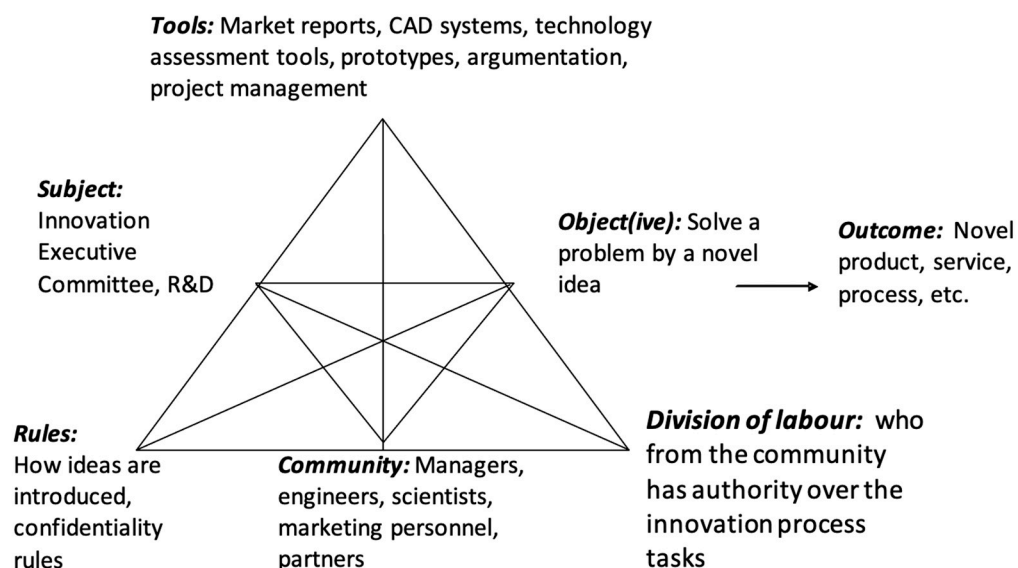 Tools: Market reports, CAD systems, technology
assessment tools, prototypes, argumentation,
project management
Subject:
Innovation
Executive
Committee, R&D
Object(ive): Solve a
problem by a novel
idea
Outcome: Novel
product, service,
process, etc.
Rules:
How ideas are
introduced,
confidentiality
rules
Community: Managers,
engineers, scientists,
marketing personnel,
partners
Division of labour: who
from the community
has authority over the
innovation process
tasks